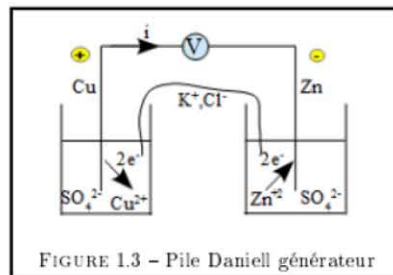 i
+ V -
Cu Zn
K⁺,Cl⁻
2e⁻ 2e⁻
SO₄²⁻ Cu²⁺ Zn⁺² SO₄²⁻
FIGURE 1.3 – Pile Daniell générateur